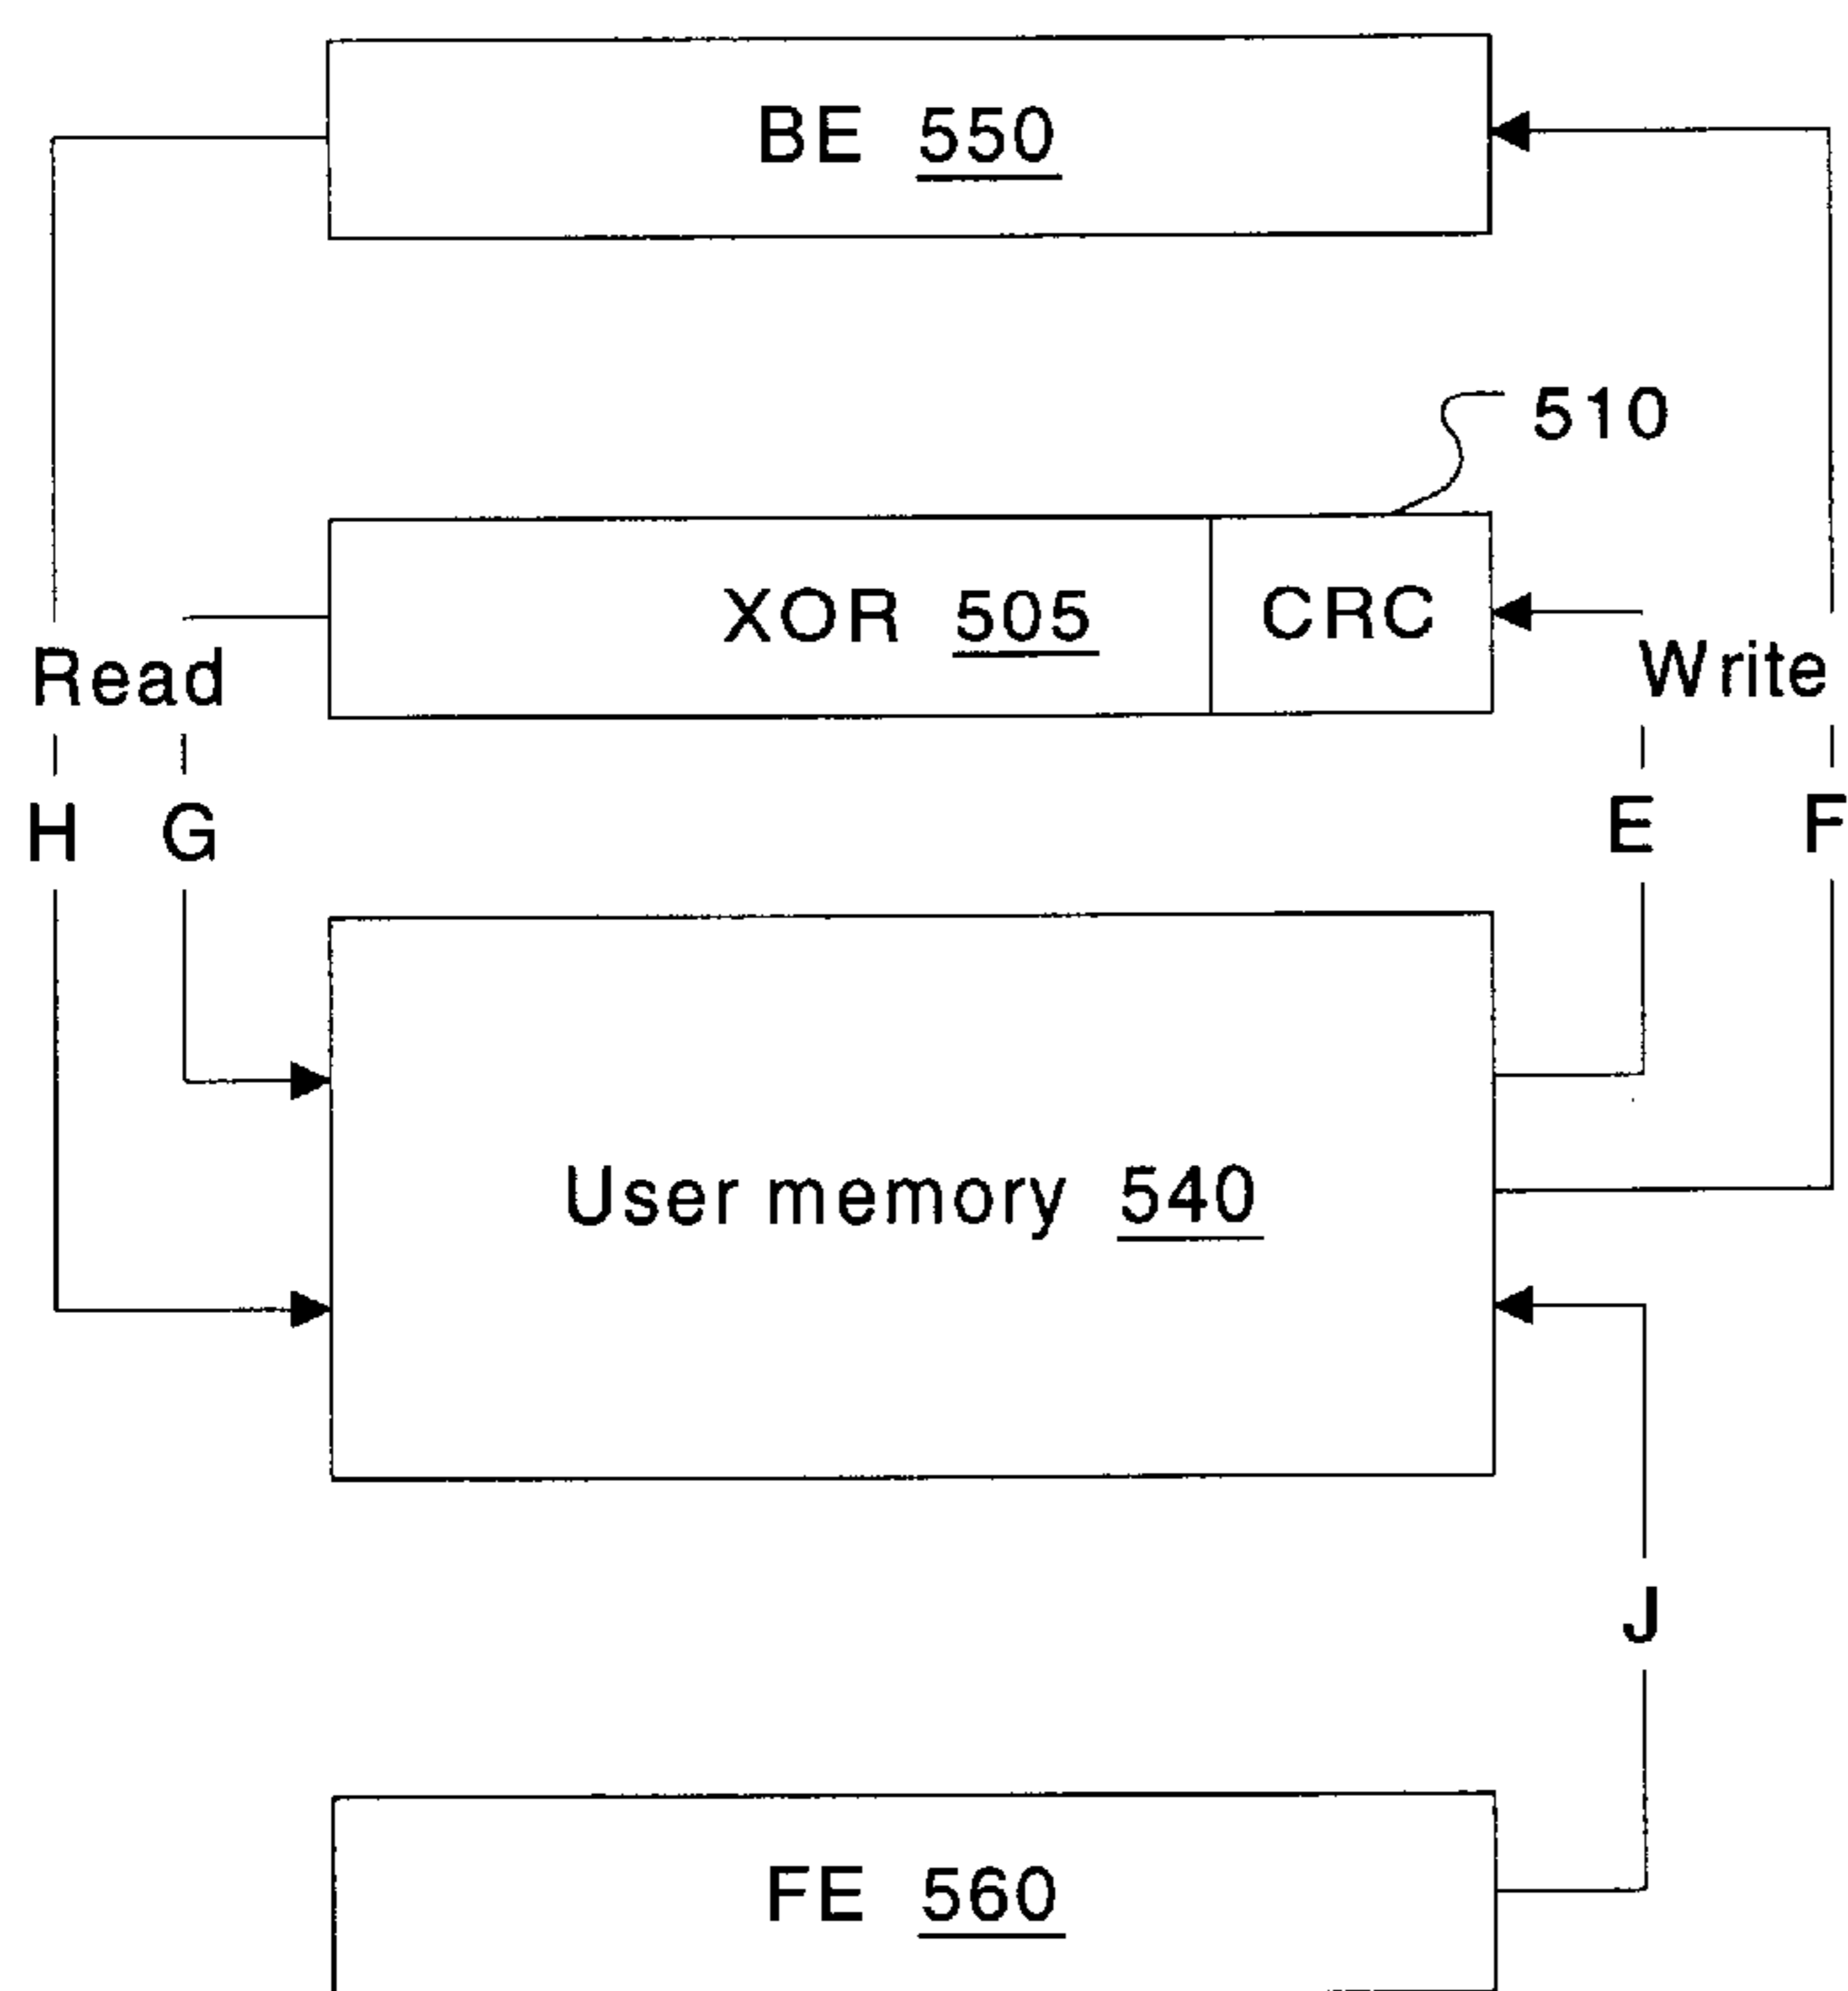 BE 550
510
XOR 505 CRC
Read Write
H G E F
User memory 540
J
FE 560